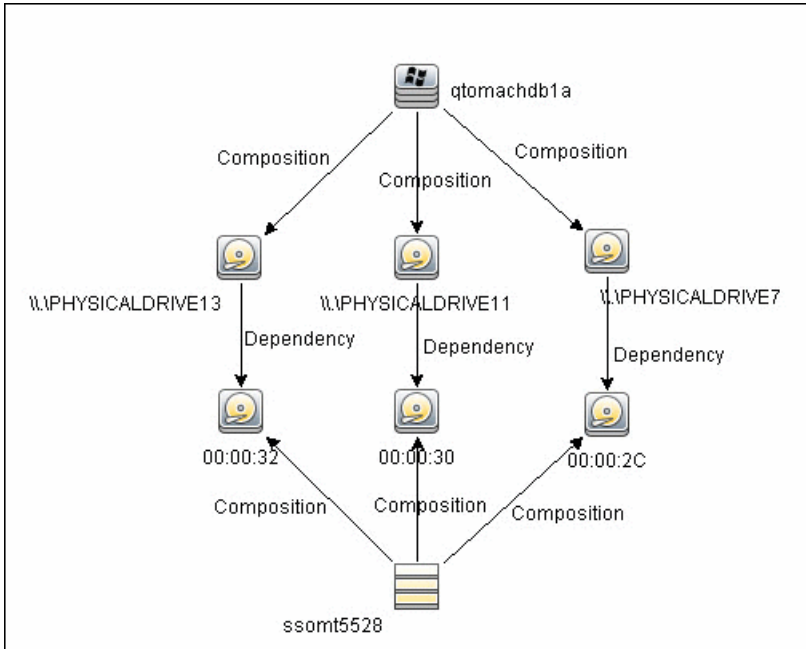 qtomachdb1a
Composition
Composition
Composition
\\.\PHYSICALDRIVE13
\\.\PHYSICALDRIVE11
\\.\PHYSICALDRIVE7
Dependency
Dependency
Dependency
00:00:32
00:00:30
00:00:2C
Composition
Composition
Composition
ssomt5528